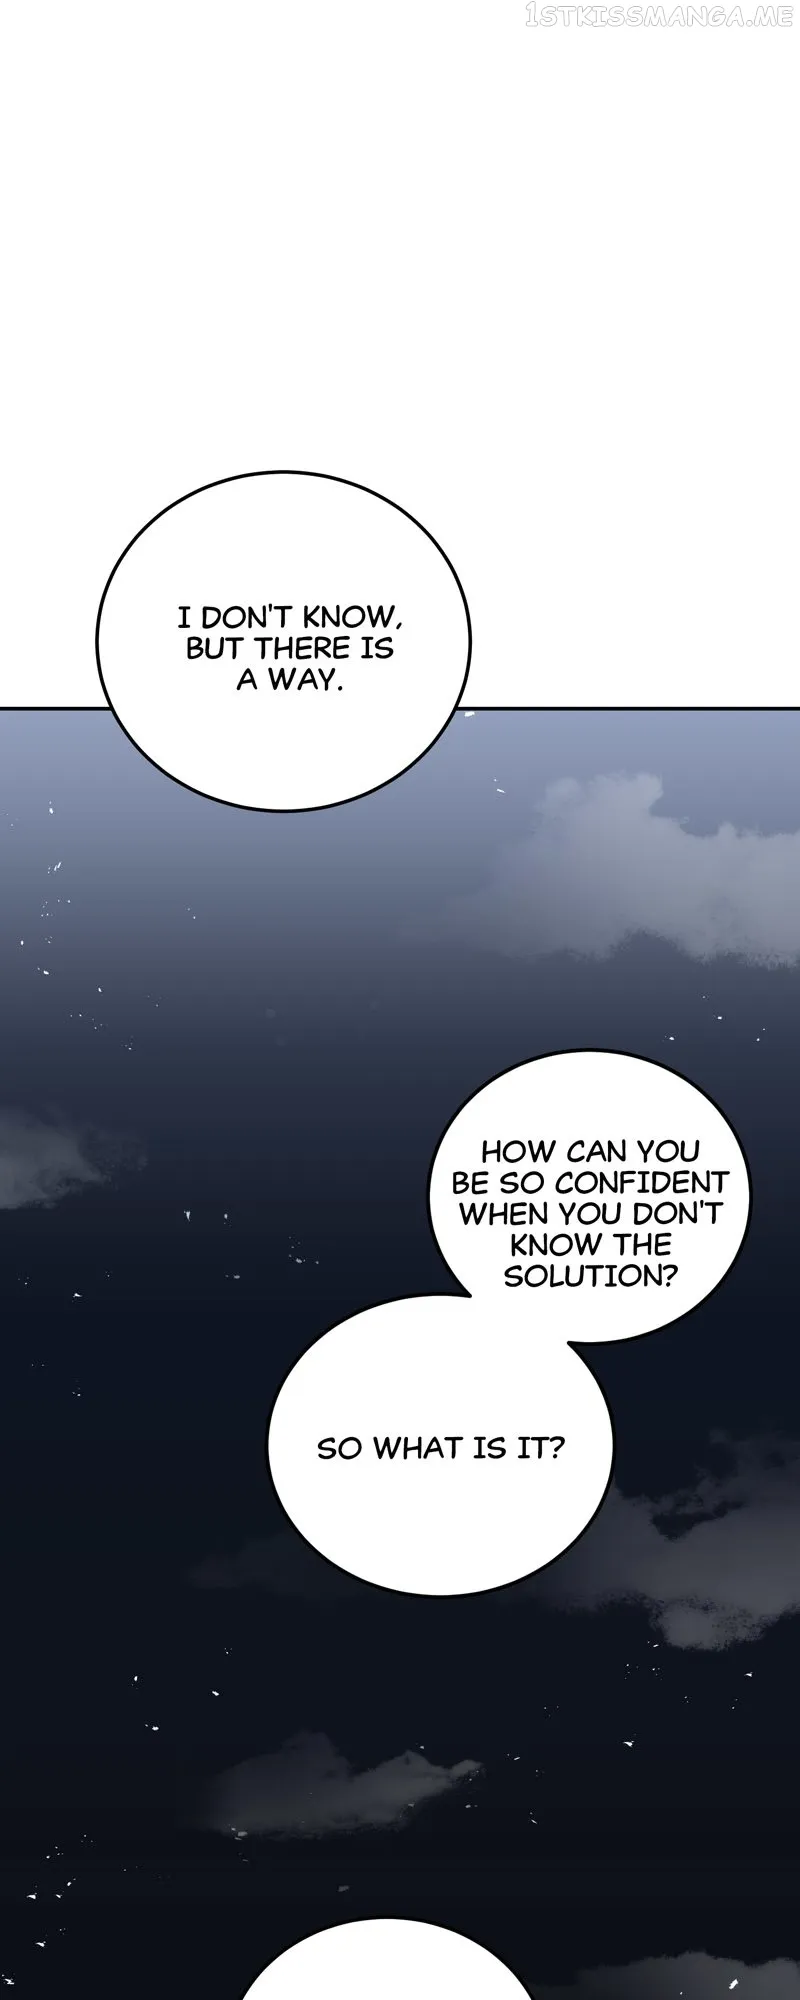 1STKISSMANGA.ME
I DON'T KNOW,
BUT THERE IS
A WAY.
HOW CAN YOU
BE SO CONFIDENT
WHEN YOU DON'T
KNOW THE
SOLUTION?
SO WHAT IS IT?